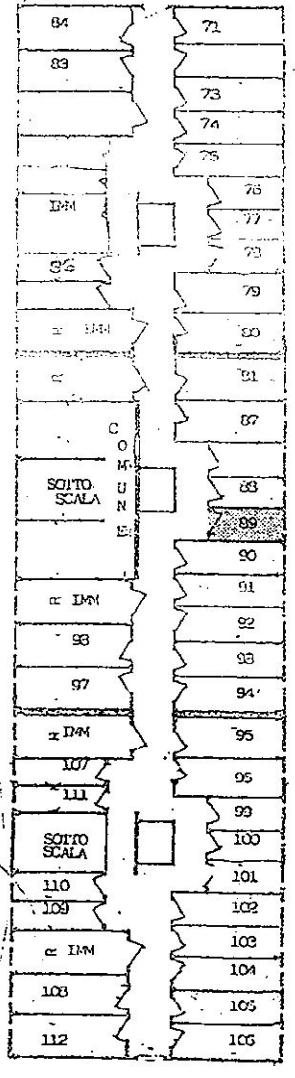 84 71
83
73
74
75
76
IMM 77
78
86
79
R IMM 80
R 81
87
COMUNE
SOTTO
SCALA
88
89
90
R IMM 91
98 92
93
97 94
R IMM 95
107 96
111 99
SOTTO
SCALA
100
101
110
109 102
R IMM 103
104
108 105
112 106